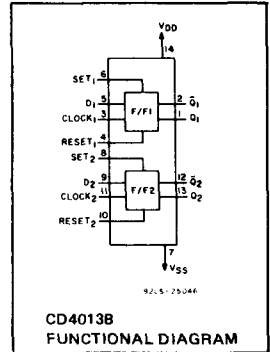 VDD
14
6
SET1
5
D1
3
CLOCK1
F/F1
2 Q̅1
1 Q1
4
RESET1
8
SET2
9
D2
11
CLOCK2
F/F2
12 Q̅2
13 Q2
10
RESET2
7
VSS
92CS-25046
CD4013B
FUNCTIONAL DIAGRAM